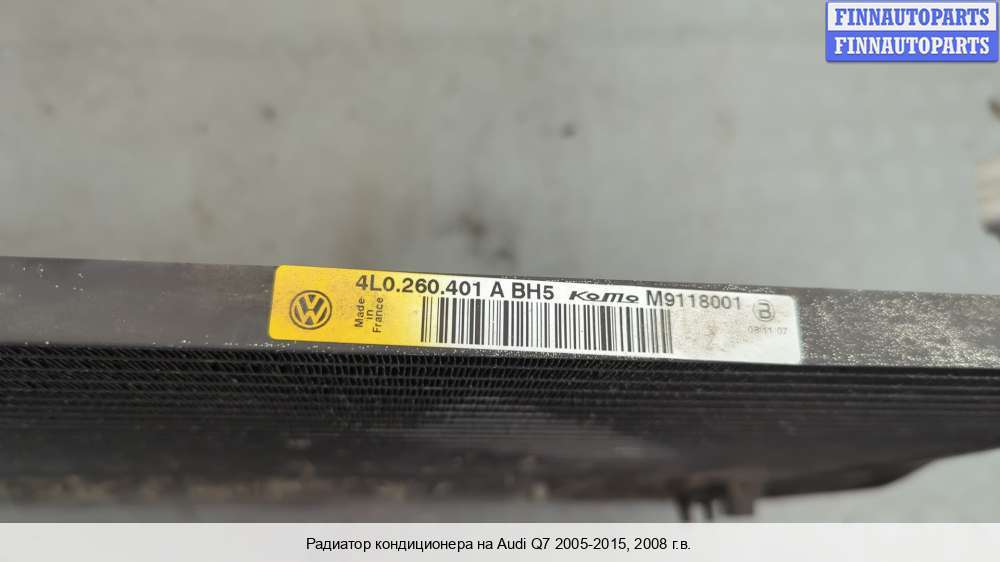 FINNAUTOPARTS
FINNAUTOPARTS
4L0.260.401 A BH5 KoMo M9118001 B
Made in France
08 11 07
Радиатор кондиционера на Audi Q7 2005-2015, 2008 г.в.